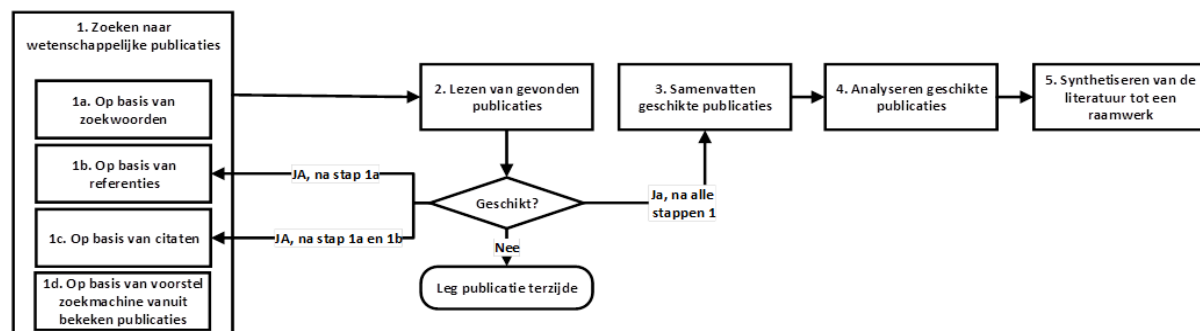 1. Zoeken naar
wetenschappelijke publicaties
1a. Op basis van
zoekwoorden
1b. Op basis van
referenties
1c. Op basis van citaten
1d. Op basis van voorstel
zoekmachine vanuit
bekeken publicaties
2. Lezen van gevonden
publicaties
JA, na stap 1a
JA, na stap 1a en 1b
Geschikt?
Nee
Leg publicatie terzijde
Ja, na alle
stappen 1
3. Samenvatten
geschikte publicaties
4. Analyseren geschikte
publicaties
5. Synthetiseren van de
literatuur tot een
raamwerk